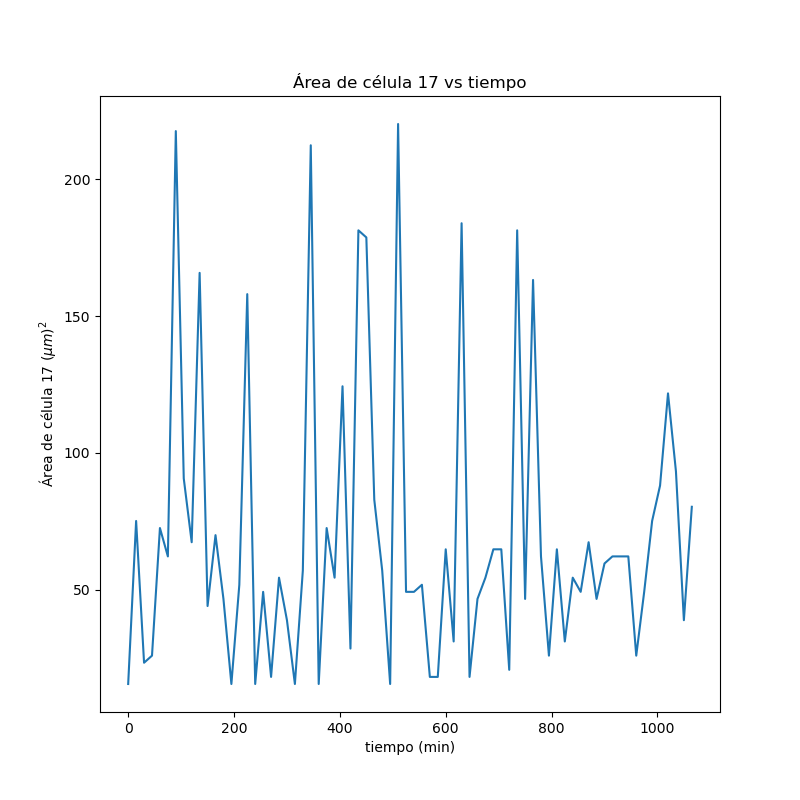 Área de célula 17 vs tiempo
Área de célula 17 (μm)²
200
150
100
50
0 200 400 600 800 1000
tiempo (min)